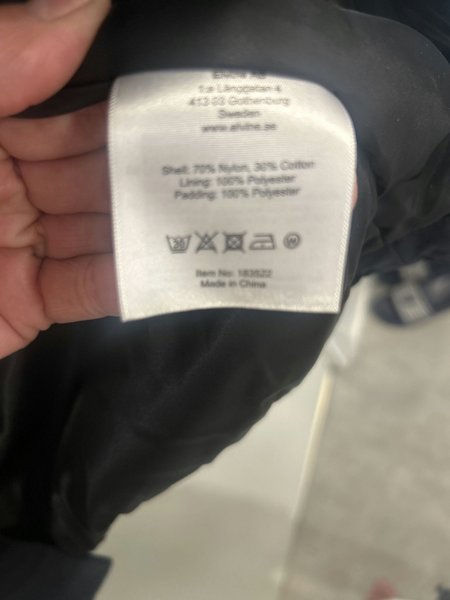 Elvine AB
1:a Långgatan 4
413 03 Gothenburg
Sweden
www.elvine.se
Shell: 70% Nylon, 30% Cotton
Lining: 100% Polyester
Padding: 100% Polyester
Item No: 183522
Made in China